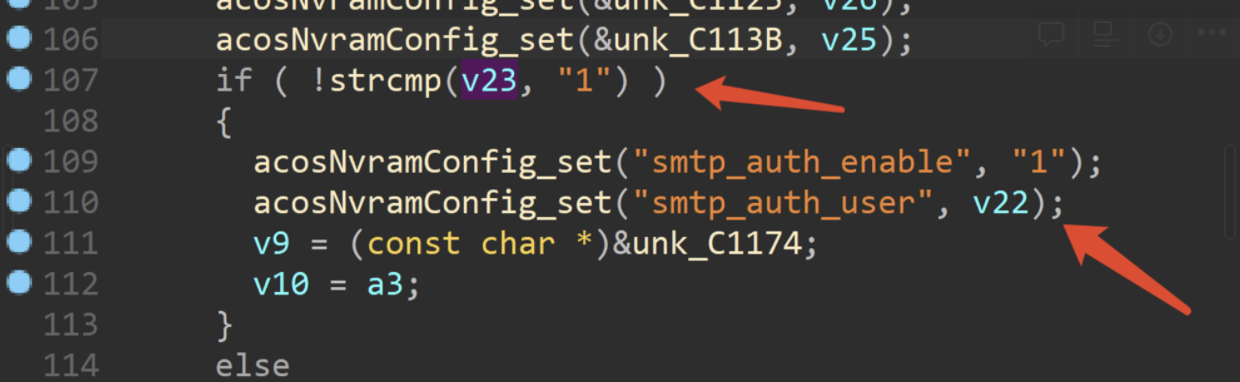 105 acosNvramConfig_set(&unk_C1125, v26);
106 acosNvramConfig_set(&unk_C113B, v25);
107 if ( !strcmp(v23, "1") )
108 {
109 acosNvramConfig_set("smtp_auth_enable", "1");
110 acosNvramConfig_set("smtp_auth_user", v22);
111 v9 = (const char *)&unk_C1174;
112 v10 = a3;
113 }
114 else